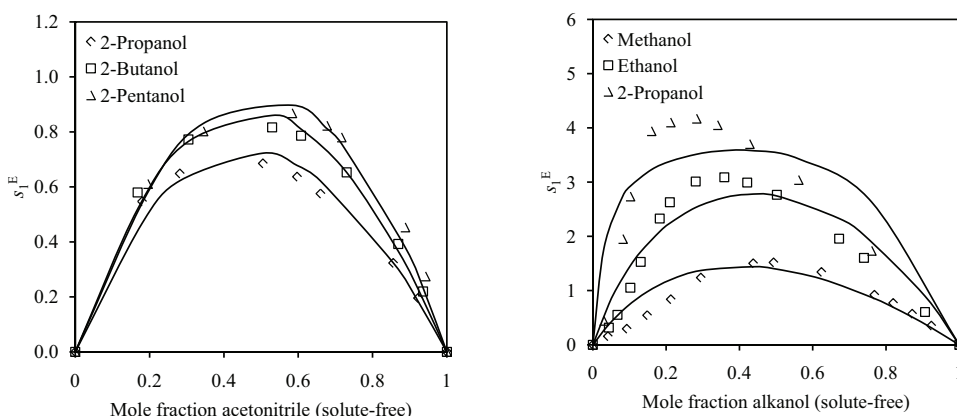 1.2
1.0
0.8
0.6
0.4
0.2
0.0
s₁ᴱ
2-Propanol
2-Butanol
2-Pentanol
0 0.2 0.4 0.6 0.8 1
Mole fraction acetonitrile (solute-free)
6
5
4
3
2
1
0
s₁ᴱ
Methanol
Ethanol
2-Propanol
0 0.2 0.4 0.6 0.8 1
Mole fraction alkanol (solute-free)